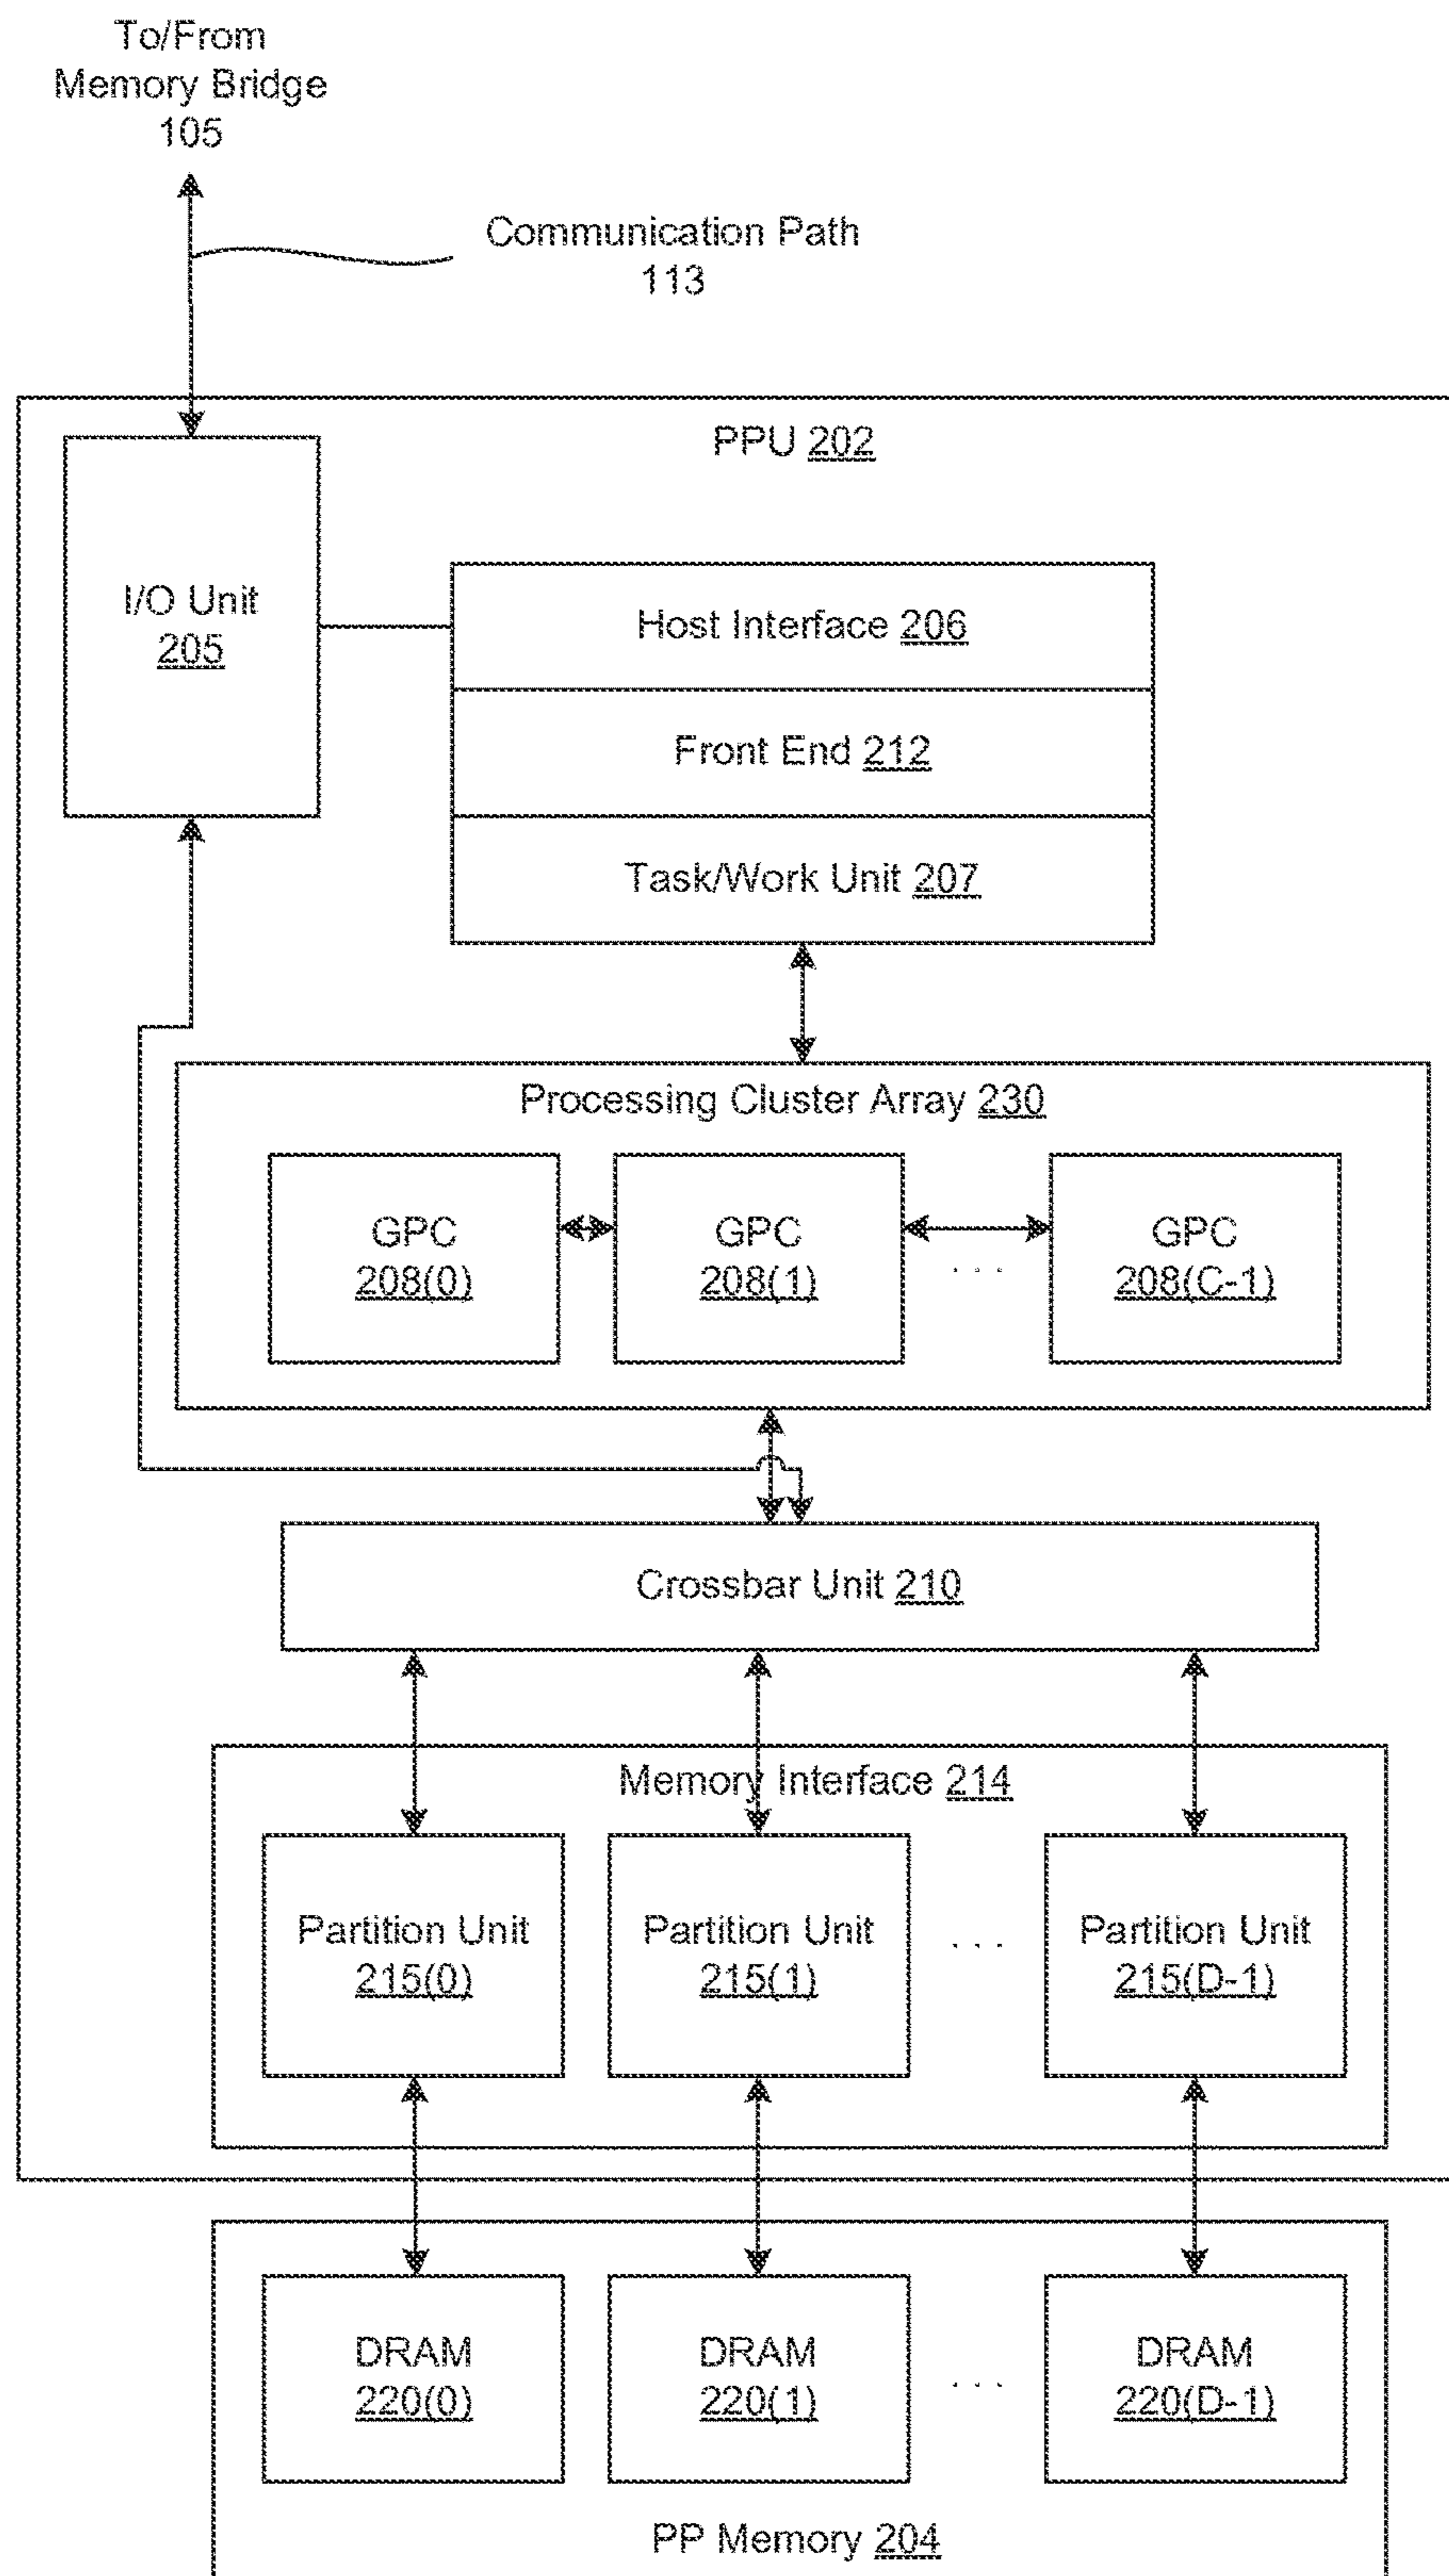 To/From
Memory Bridge
105
Communication Path
113
PPU 202
I/O Unit
205
Host Interface 206
Front End 212
Task/Work Unit 207
Processing Cluster Array 230
GPC
208(0)
GPC
208(1)
. . .
GPC
208(C-1)
Crossbar Unit 210
Memory Interface 214
Partition Unit
215(0)
Partition Unit
215(1)
. . .
Partition Unit
215(D-1)
DRAM
220(0)
DRAM
220(1)
. . .
DRAM
220(D-1)
PP Memory 204